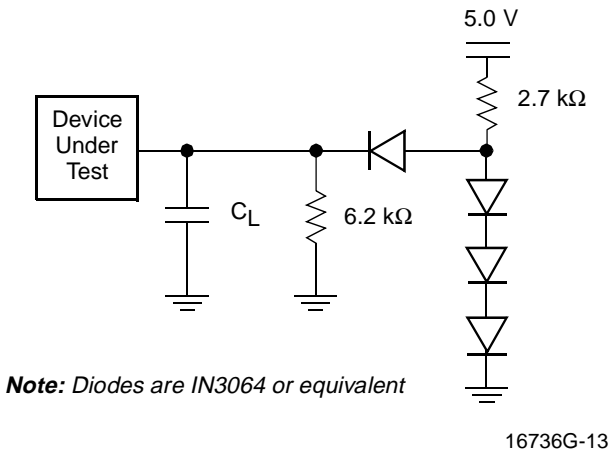 5.0 V
2.7 kΩ
Device
Under
Test
CL
6.2 kΩ
Note: Diodes are IN3064 or equivalent
16736G-13